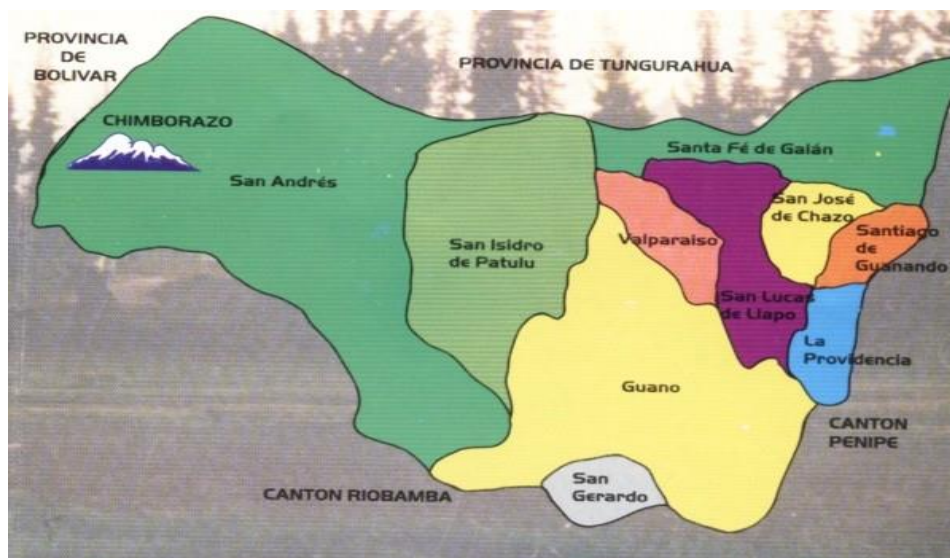 PROVINCIA
DE
BOLIVAR
PROVINCIA DE TUNGURAHUA
CHIMBORAZO
San Andrés
Santa Fé de Galán
San José
de Chazo
San Isidro
de Patulu
Valparaiso
Santiago
de
Guanando
San Lucas
de Llapo
La
Providencia
Guano
CANTON
PENIPE
San
Gerardo
CANTON RIOBAMBA